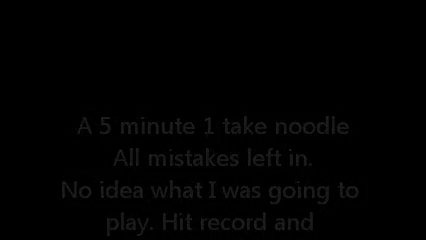 A 5 minute 1 take noodle
All mistakes left in.
No idea what I was going to
play. Hit record and